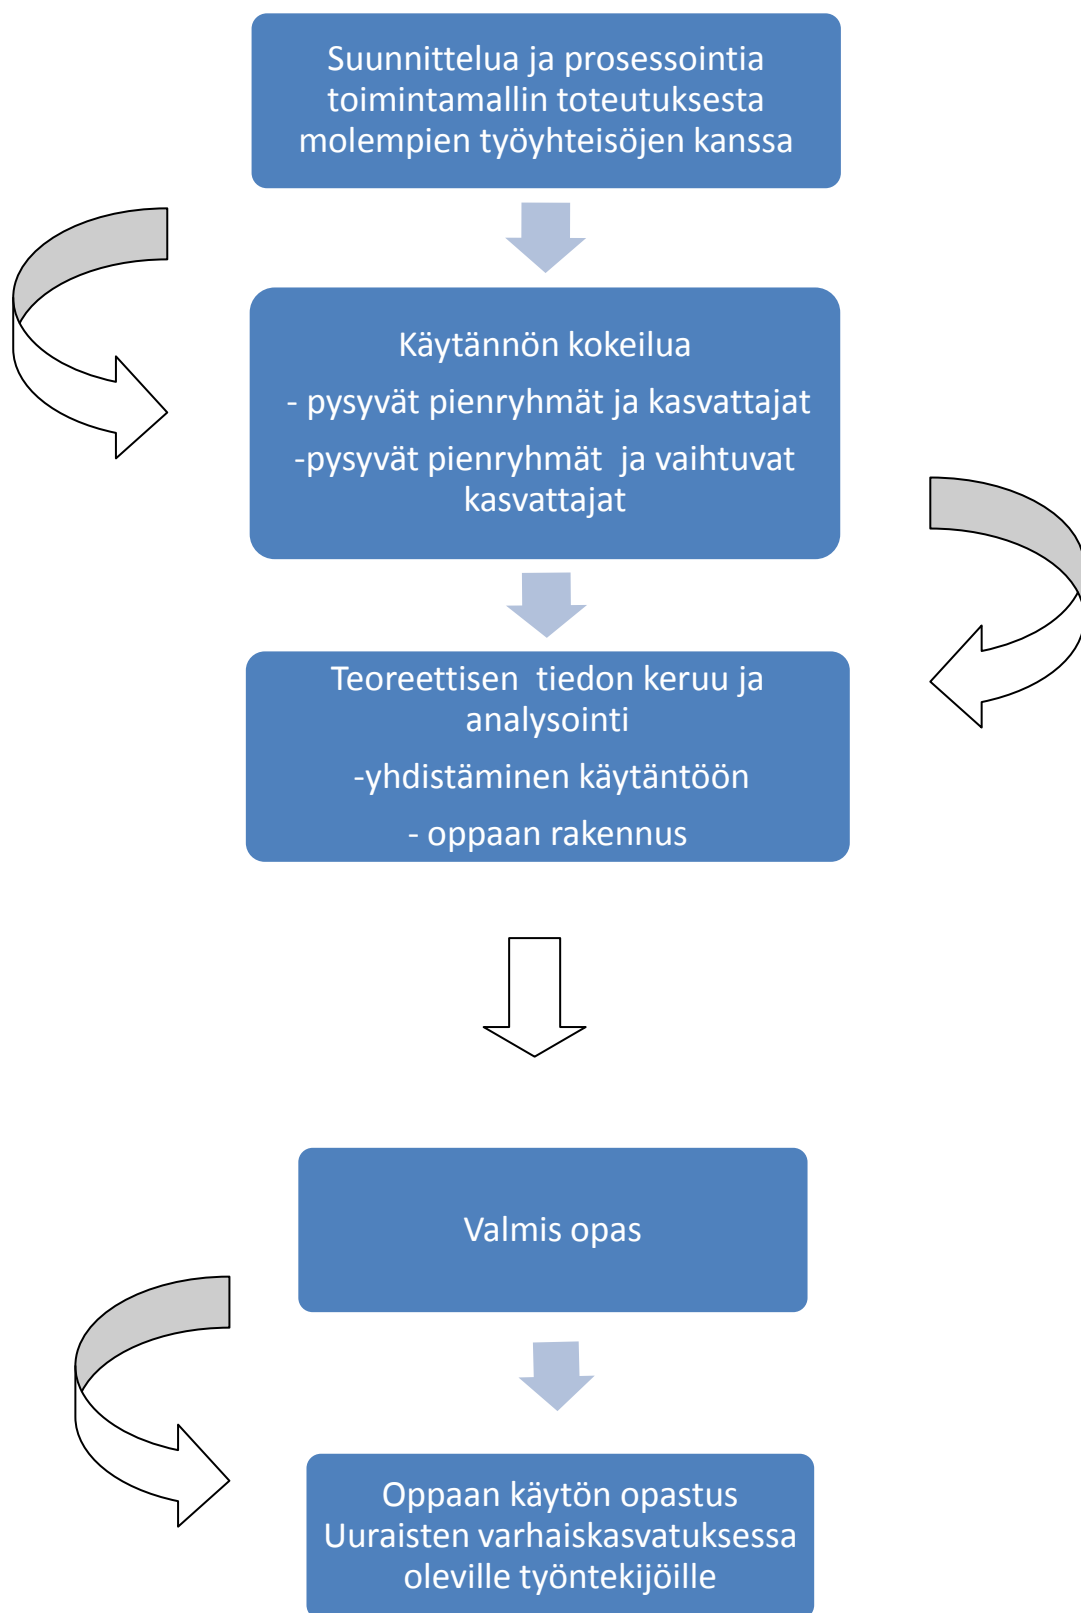 Suunnittelua ja prosessointia
toimintamallin toteutuksesta
molempien työyhteisöjen kanssa
Käytännön kokeilua
- pysyvät pienryhmät ja kasvattajat
-pysyvät pienryhmät  ja vaihtuvat
kasvattajat
Teoreettisen  tiedon keruu ja
analysointi
-yhdistäminen käytäntöön
- oppaan rakennus
Valmis opas
Oppaan käytön opastus
Uuraisten varhaiskasvatuksessa
oleville työntekijöille